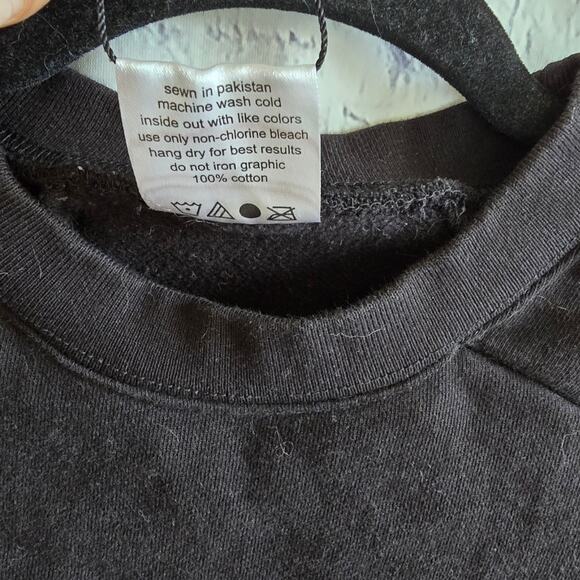 sewn in pakistan
machine wash cold
inside out with like colors
use only non-chlorine bleach
hang dry for best results
do not iron graphic
100% cotton